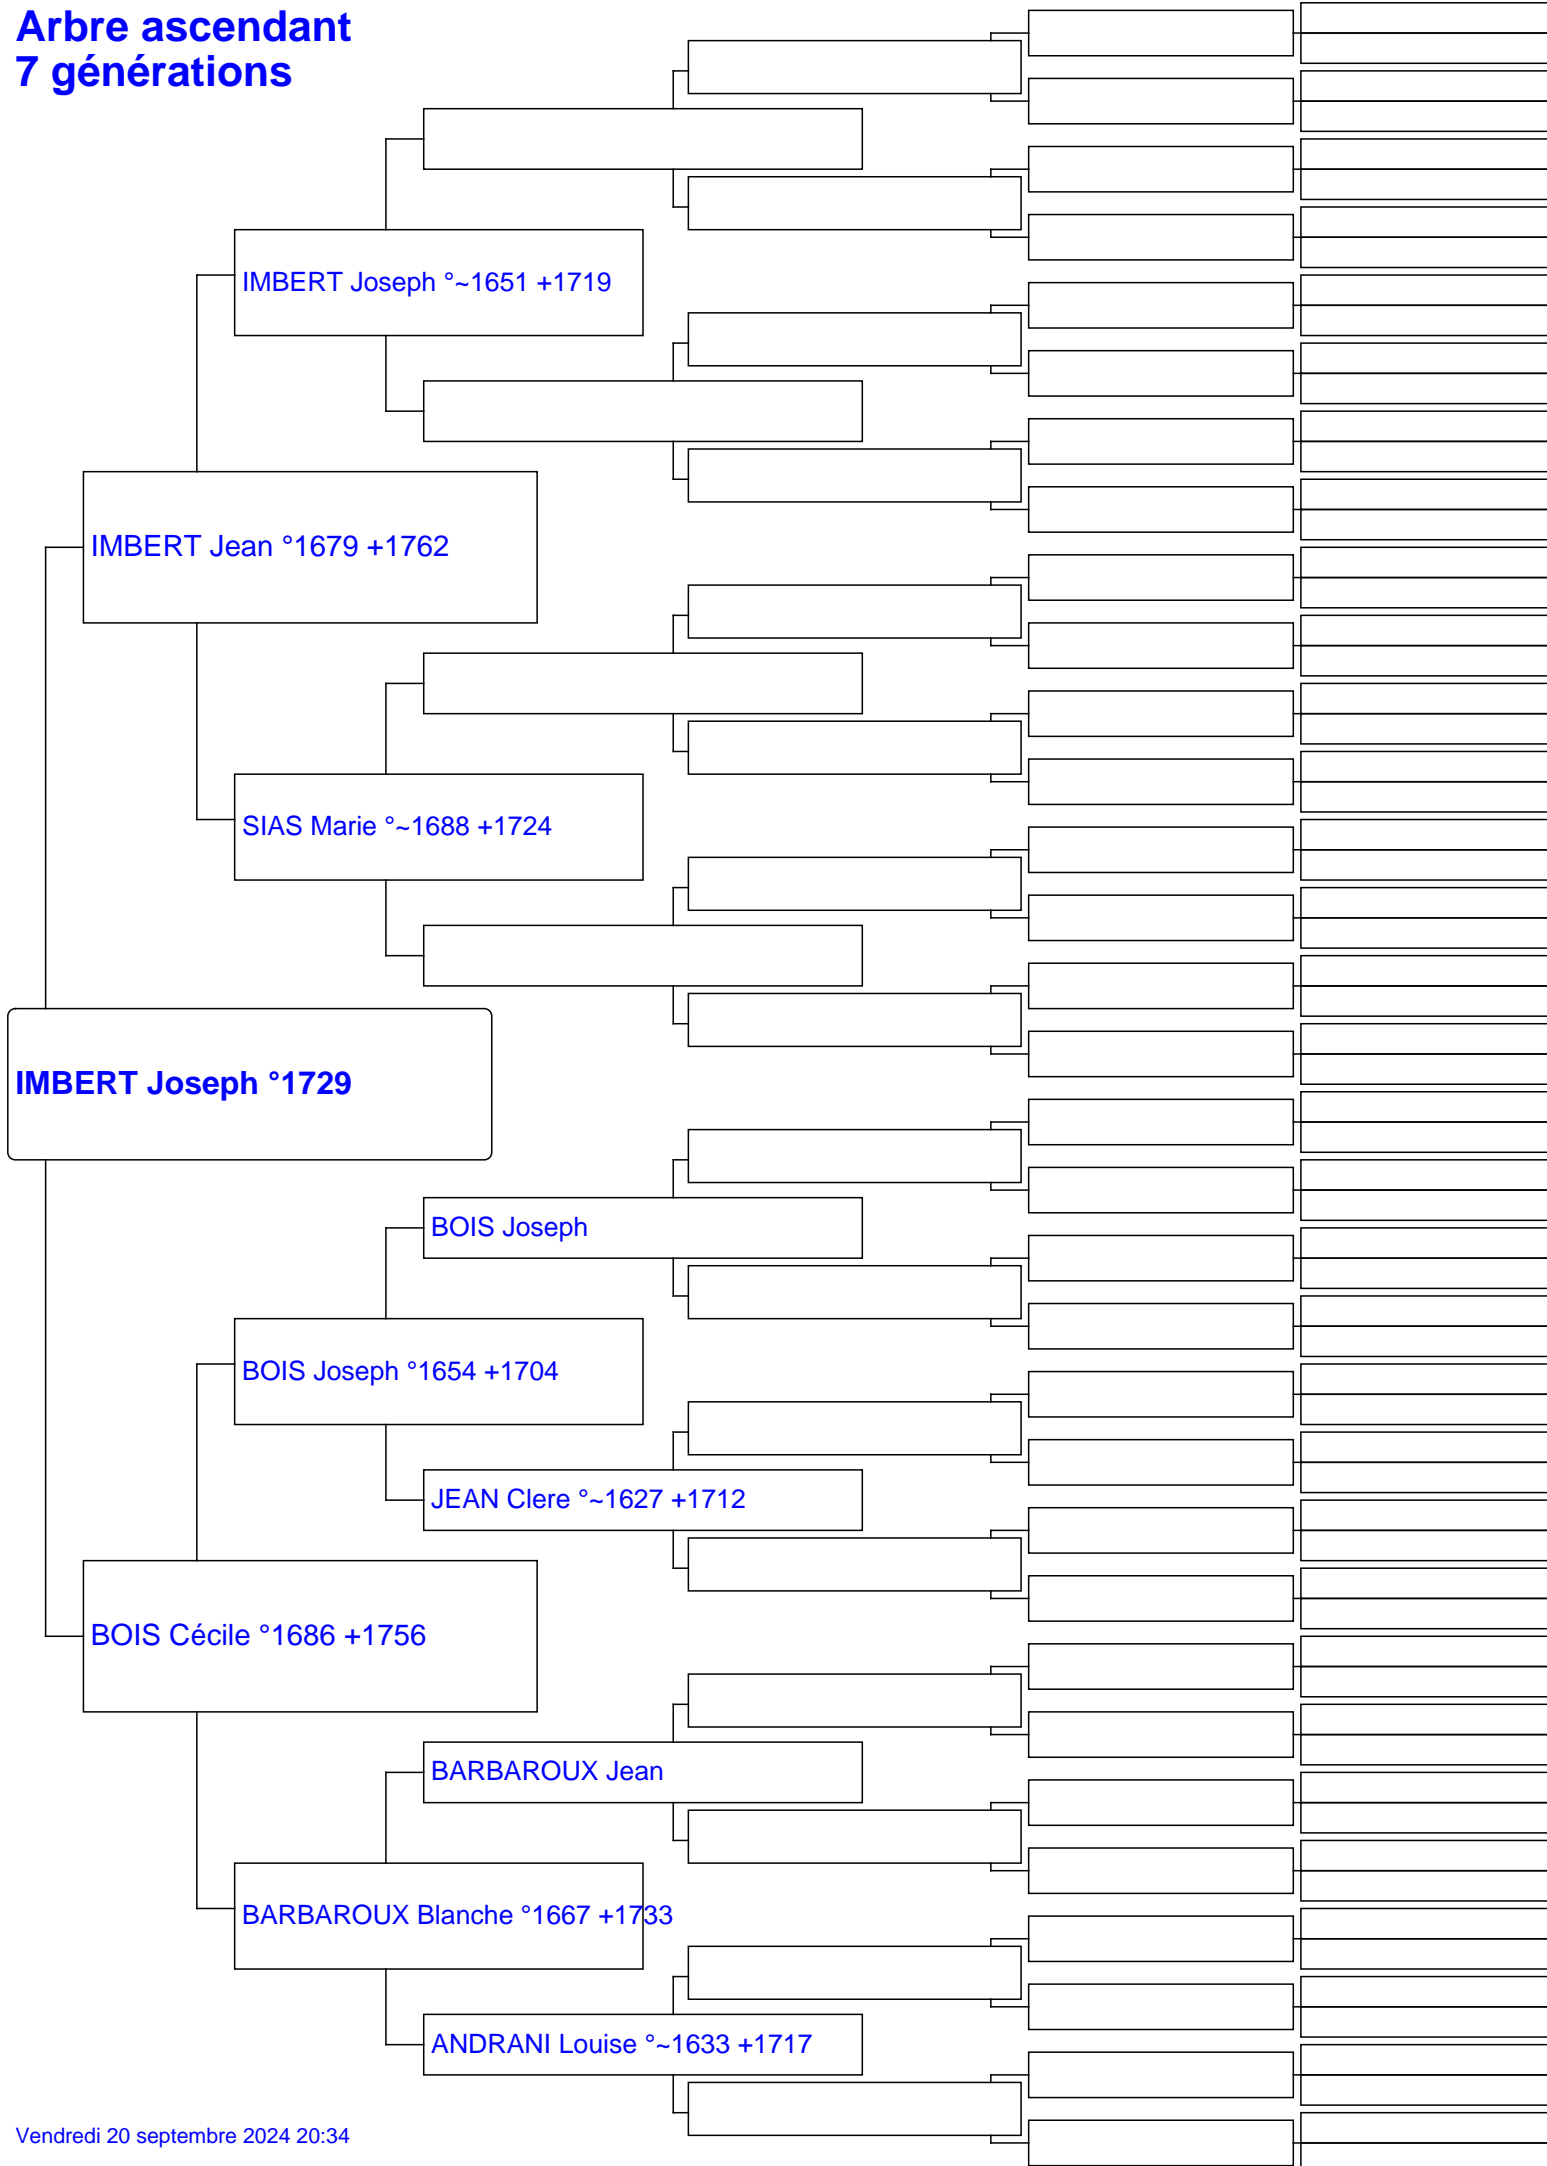 Arbre ascendant
7 générations
IMBERT Joseph °~1651 +1719
IMBERT Jean °1679 +1762
SIAS Marie °~1688 +1724
IMBERT Joseph °1729
BOIS Joseph
BOIS Joseph °1654 +1704
JEAN Clere °~1627 +1712
BOIS Cécile °1686 +1756
BARBAROUX Jean
BARBAROUX Blanche °1667 +1733
ANDRANI Louise °~1633 +1717
Vendredi 20 septembre 2024 20:34